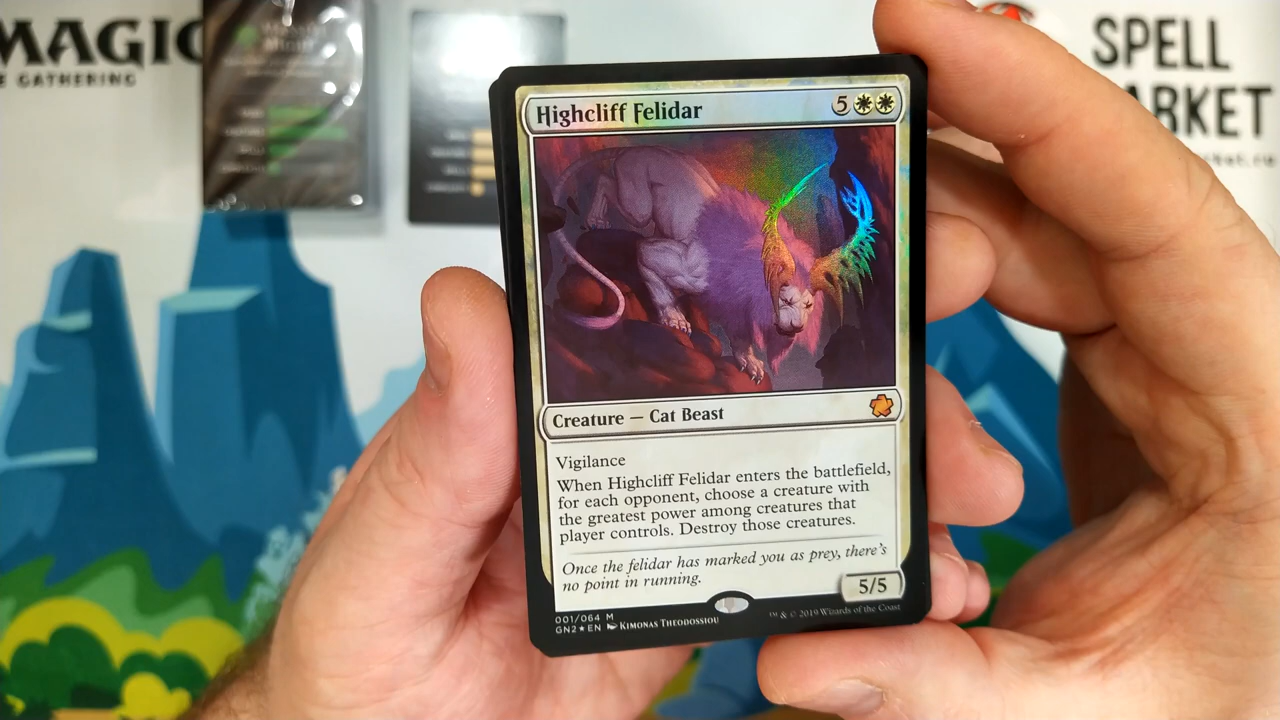 MAGIC
GATHERING
SPELL
MARKET
Highcliff Felidar
5
Creature — Cat Beast
Vigilance
When Highcliff Felidar enters the battlefield,
for each opponent, choose a creature with
the greatest power among creatures that
player controls. Destroy those creatures.
Once the felidar has marked you as prey, there's
no point in running.
5/5
001/064 M
GN2★EN Kimonas Theodossiou
™ & © 2019 Wizards of the Coast